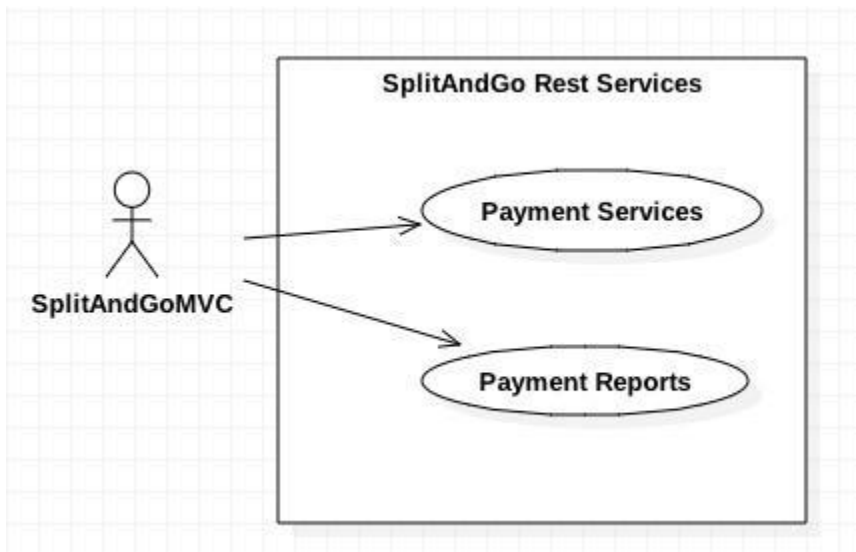 SplitAndGo Rest Services
Payment Services
SplitAndGoMVC
Payment Reports